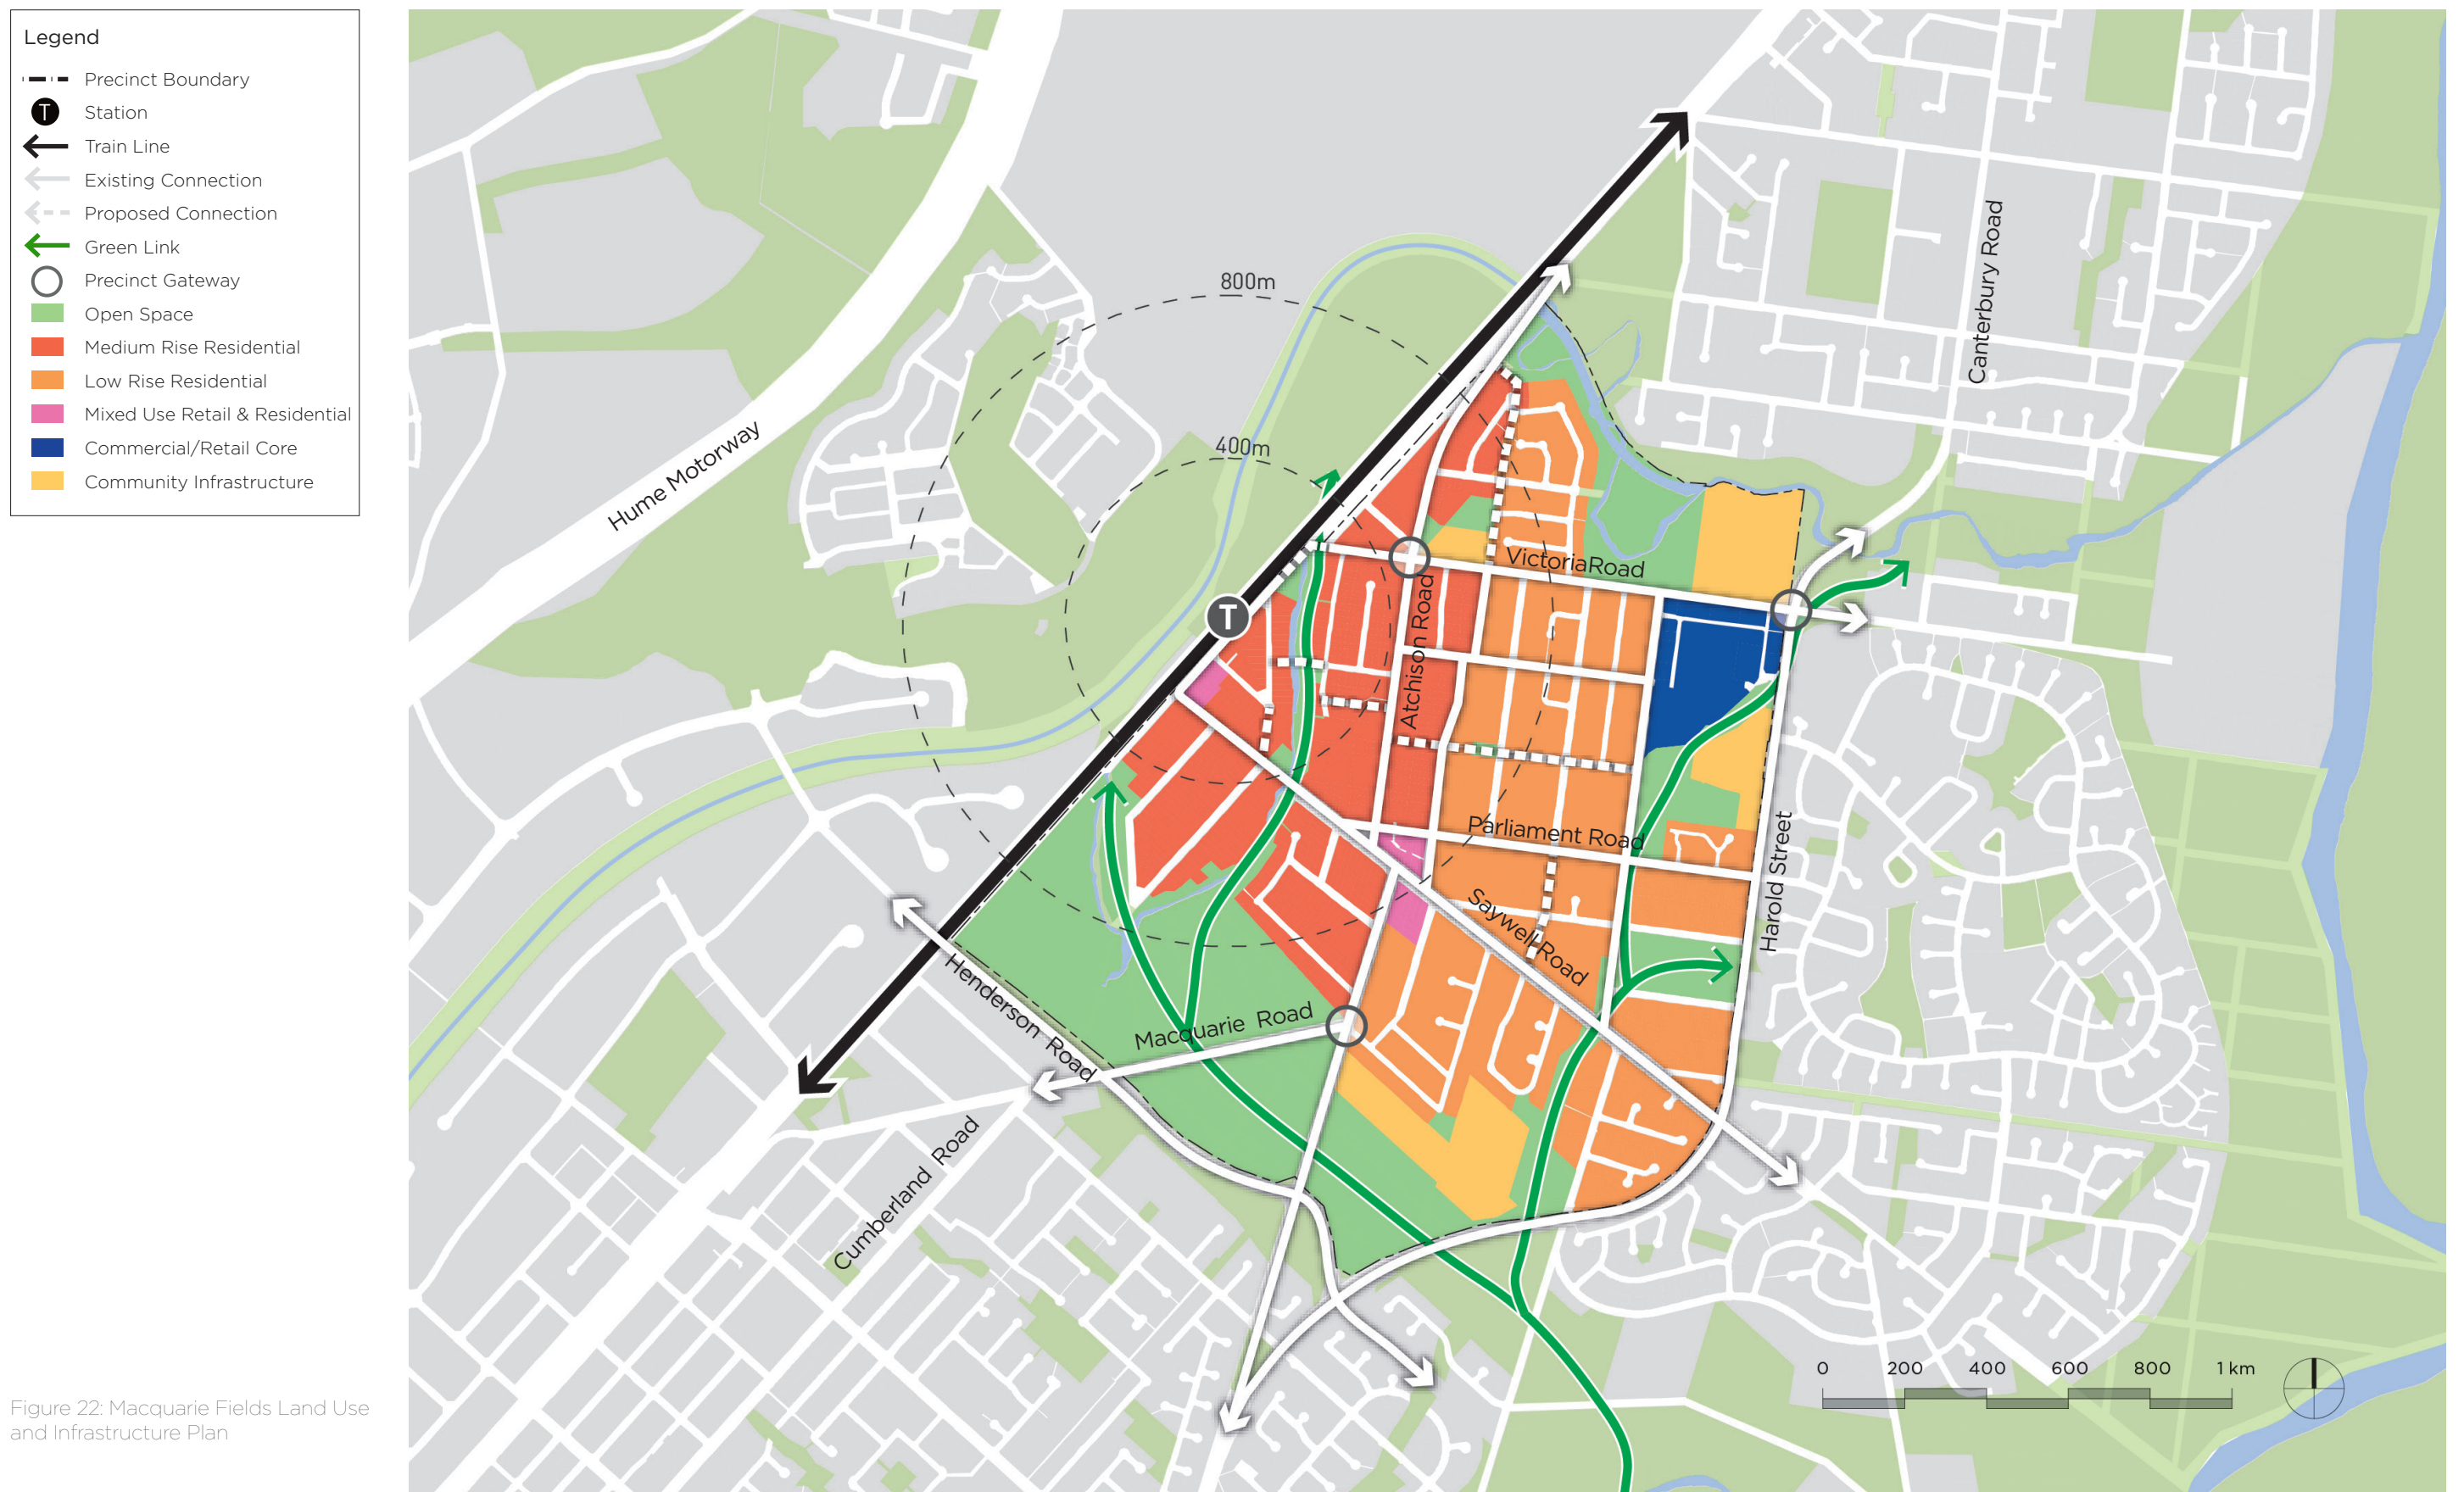 Legend
Precinct Boundary
T
Station
Train Line
Existing Connection
Proposed Connection
Green Link
Precinct Gateway
Open Space
Medium Rise Residential
Low Rise Residential
Mixed Use Retail & Residential
Commercial/Retail Core
Community Infrastructure
Canterbury Road
800m
400m
Hume Motorway
VictoriaRoad
T
Atchison Road
Parliament Road
Harold Street
Saywell Road
Henderson Road
Macquarie Road
Cumberland Road
0 200 400 600 800 1 km
Figure 22: Macquarie Fields Land Use
and Infrastructure Plan